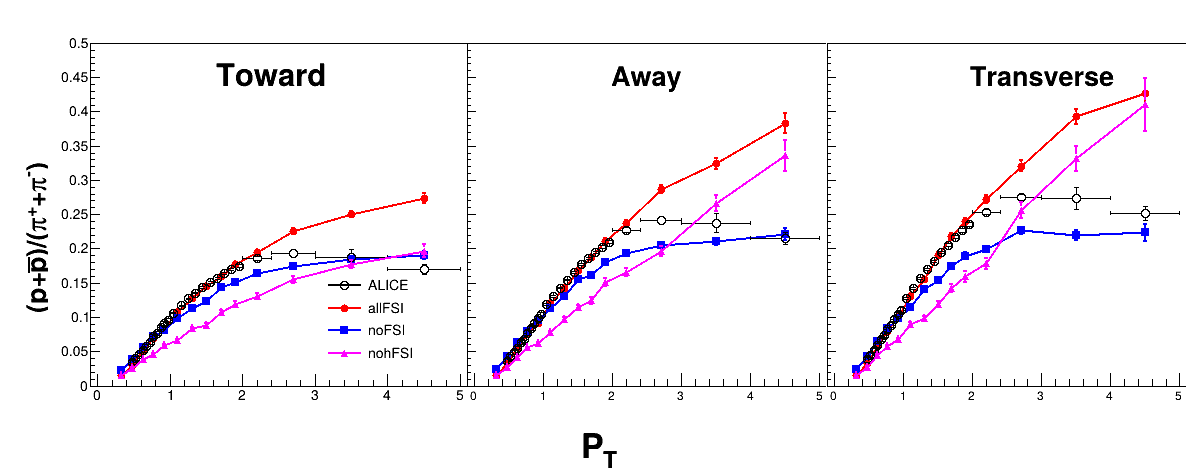 Toward
Away
Transverse
(p+p̄)/(π⁺+π⁻)
0.5
0.45
0.4
0.35
0.3
0.25
0.2
0.15
0.1
0.05
0
ALICE
allFSI
noFSI
nohFSI
0 1 2 3 4 5
0 1 2 3 4 5
0 1 2 3 4 5
P_T